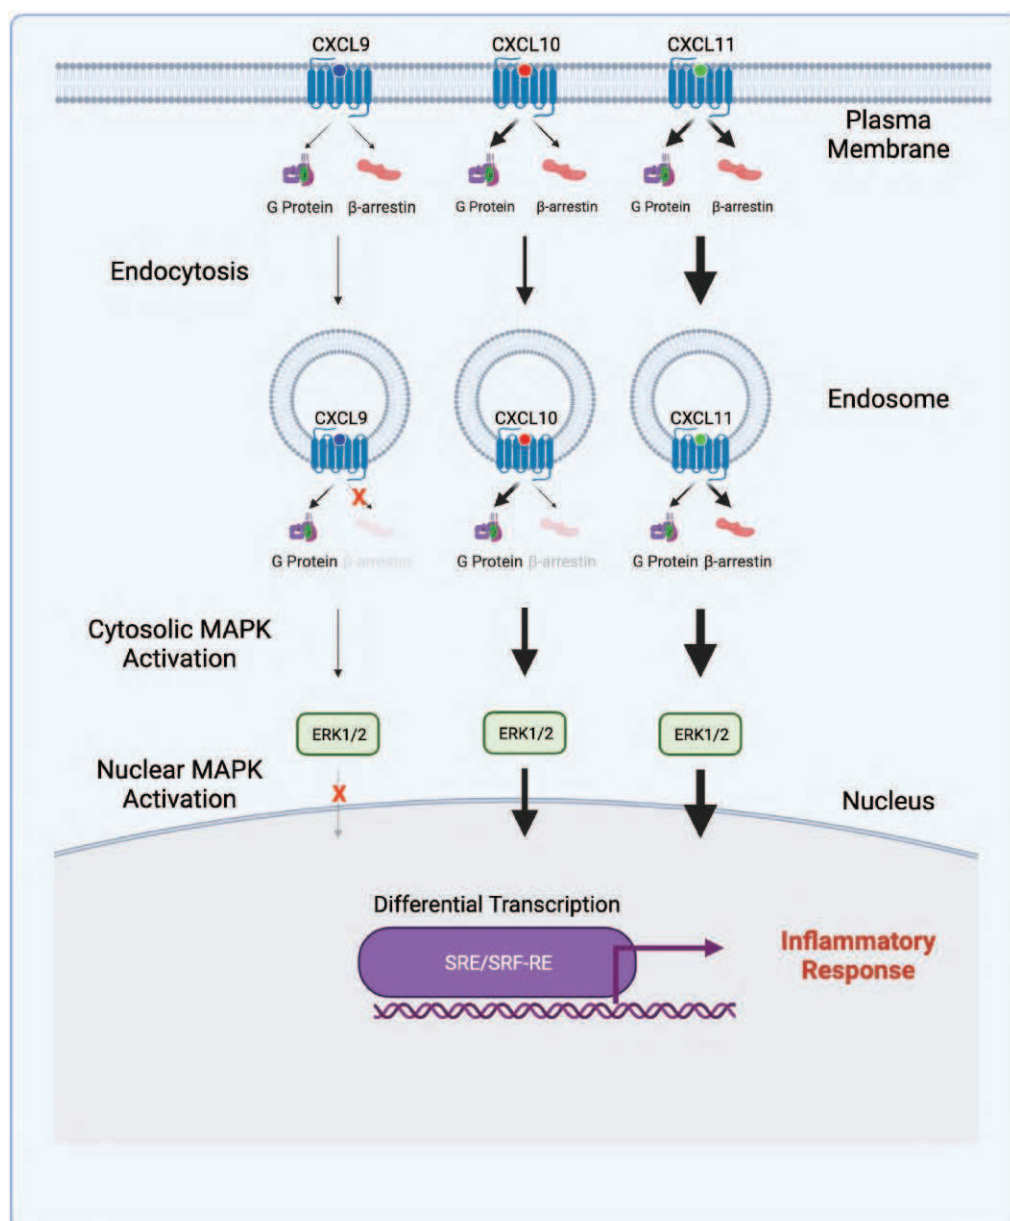 CXCL9
CXCL10
CXCL11
Plasma
Membrane
G Protein
β-arrestin
G Protein
β-arrestin
G Protein
β-arrestin
Endocytosis
Endosome
CXCL9
CXCL10
CXCL11
X
G Protein
β-arrestin
G Protein
β-arrestin
G Protein
β-arrestin
Cytosolic MAPK
Activation
ERK1/2
ERK1/2
ERK1/2
Nuclear MAPK
Activation
X
Nucleus
Differential Transcription
SRE/SRF-RE
Inflammatory
Response